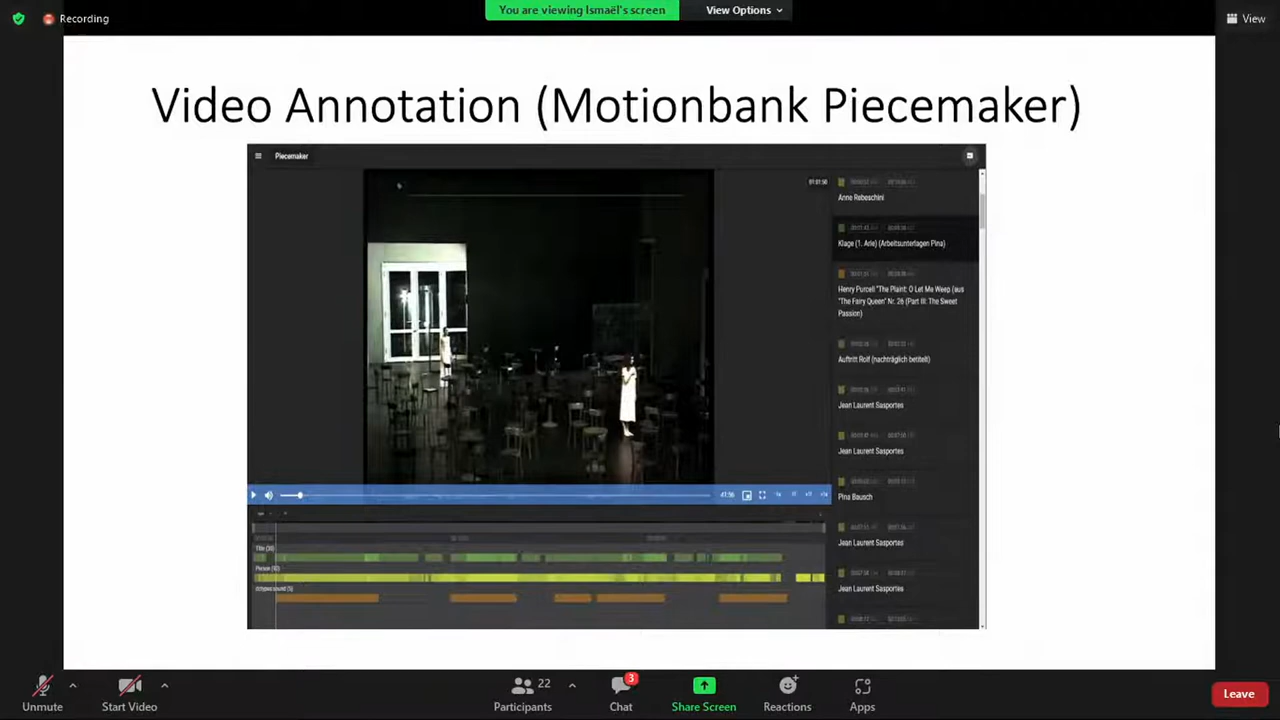 Recording
You are viewing Ismaël's screen
View Options
View
Video Annotation (Motionbank Piecemaker)
Piecemaker
Anne Rebeschini
Klage (1. Arie) (Arbeitsunterlagen Pina)
Henry Purcell "The Plaint: O Let Me Weep (aus
"The Fairy Queen" Nr. 26 (Part III: The Sweet
Passion)
Auftritt Rolf (nachträglich betitelt)
Jean Laurent Sasportes
Jean Laurent Sasportes
Pina Bausch
Jean Laurent Sasportes
Jean Laurent Sasportes
41:56
Unmute
Start Video
22
Participants
3
Chat
Share Screen
Reactions
Apps
Leave